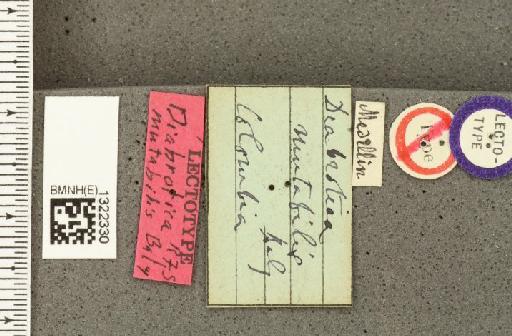 BMNH(E)
1322330
LECTOTYPE
Diabrotica
mutabilis Baly
Diabrotica
mutabilis
Baly
Colombia
Medellin
Type
LECTO-
TYPE